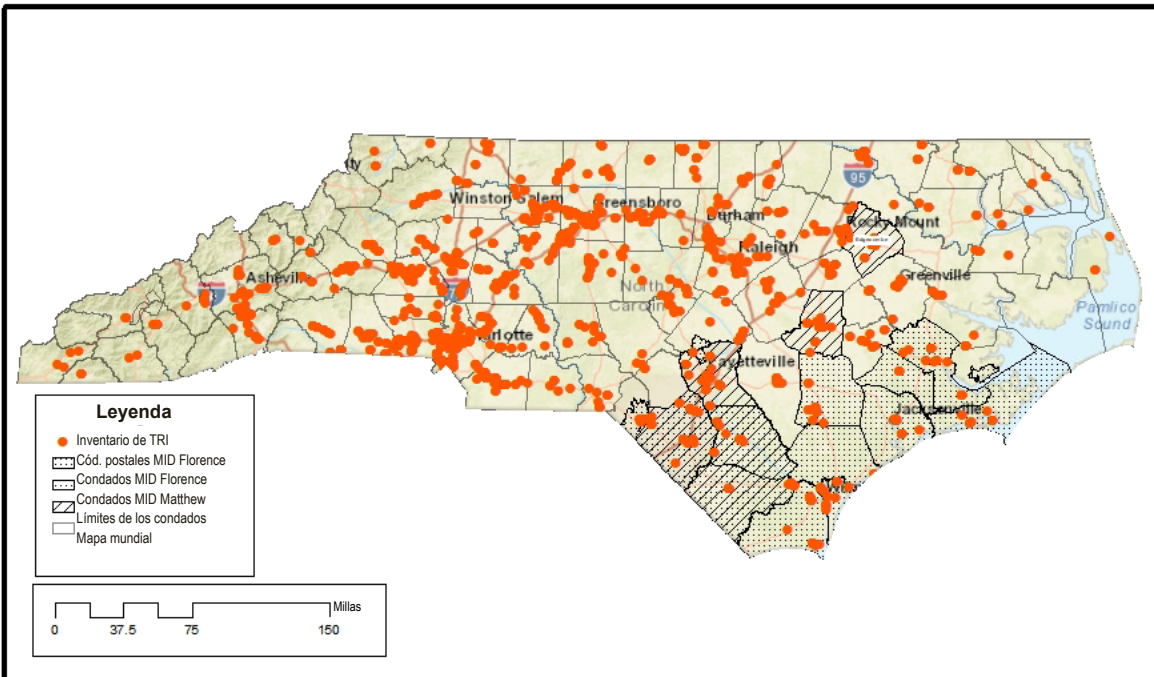 ty
Winston-Salem
Greensboro
Durham
95
Rocky Mount
Edgecombe
Raleigh
Asheville
North
Carolina
Greenville
Pamlico
Sound
Charlotte
Fayetteville
Jacksonville
Leyenda
Inventario de TRI
Cód. postales MID Florence
Condados MID Florence
Condados MID Matthew
Límites de los condados
Mapa mundial
Millas
0 37.5 75 150